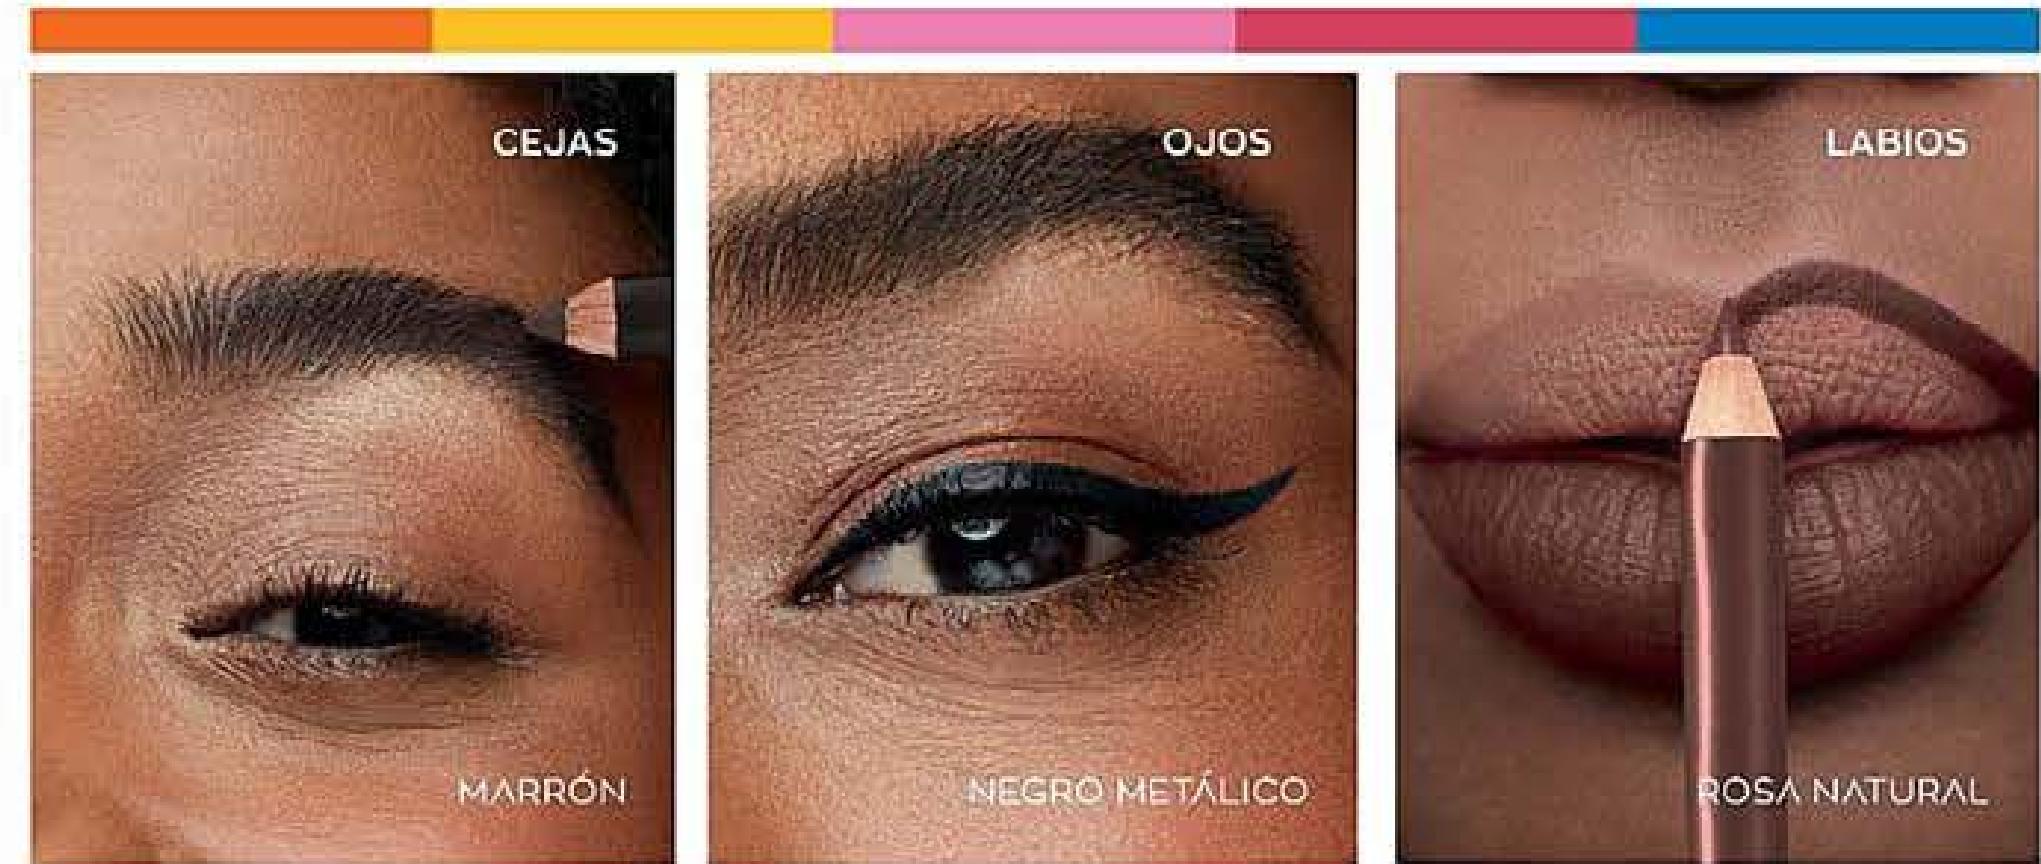 CEJAS
MARRÓN
OJOS
NEGRO METÁLICO
LABIOS
ROSA NATURAL